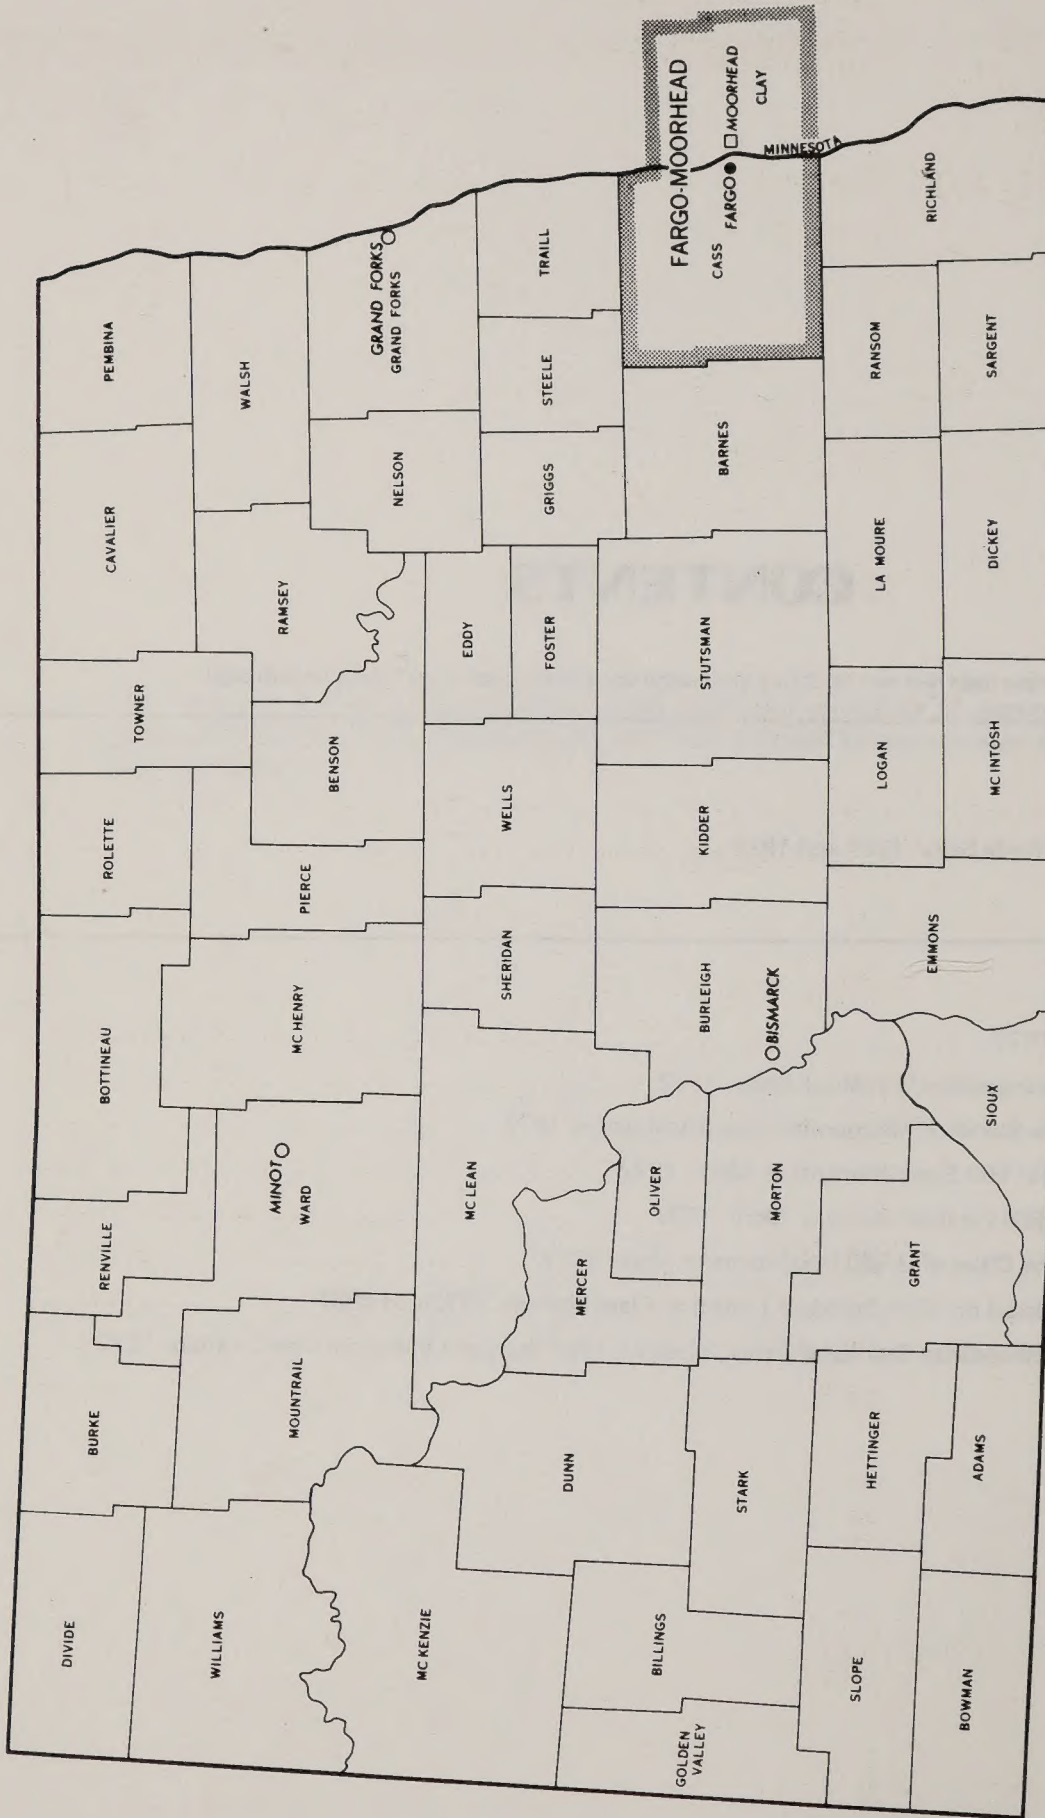 DIVIDE
BURKE
RENVILLE
BOTTINEAU
ROLETTE
TOWNER
CAVALIER
PEMBINA
WILLIAMS
MOUNTRAIL
MINOT
WARD
MC HENRY
PIERCE
BENSON
RAMSEY
WALSH
NELSON
GRAND FORKS
GRAND FORKS
MC KENZIE
DUNN
MERCER
MC LEAN
SHERIDAN
WELLS
EDDY
FOSTER
GRIGGS
STEELE
TRAILL
GOLDEN
VALLEY
BILLINGS
STARK
OLIVER
MORTON
BURLEIGH
BISMARCK
KIDDER
STUTSMAN
BARNES
FARGO-MOORHEAD
CASS
FARGO
MOORHEAD
CLAY
MINNESOTA
SLOPE
HETTINGER
GRANT
BOWMAN
ADAMS
SIOUX
EMMONS
LOGAN
MC INTOSH
LA MOURE
DICKEY
RANSOM
SARGENT
RICHLAND
CONTENTS